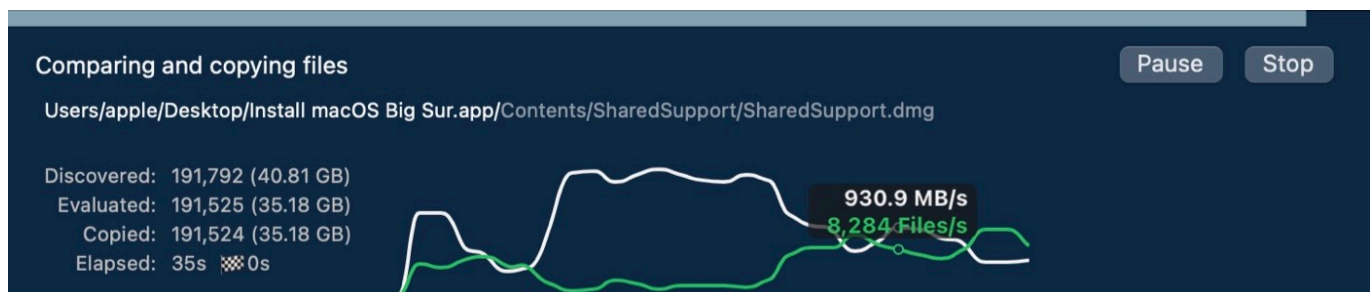 Comparing and copying files
Pause
Stop
Users/apple/Desktop/Install macOS Big Sur.app/Contents/SharedSupport/SharedSupport.dmg
Discovered: 191,792 (40.81 GB)
Evaluated: 191,525 (35.18 GB)
Copied: 191,524 (35.18 GB)
Elapsed: 35s 🏁0s
930.9 MB/s
8,284 Files/s